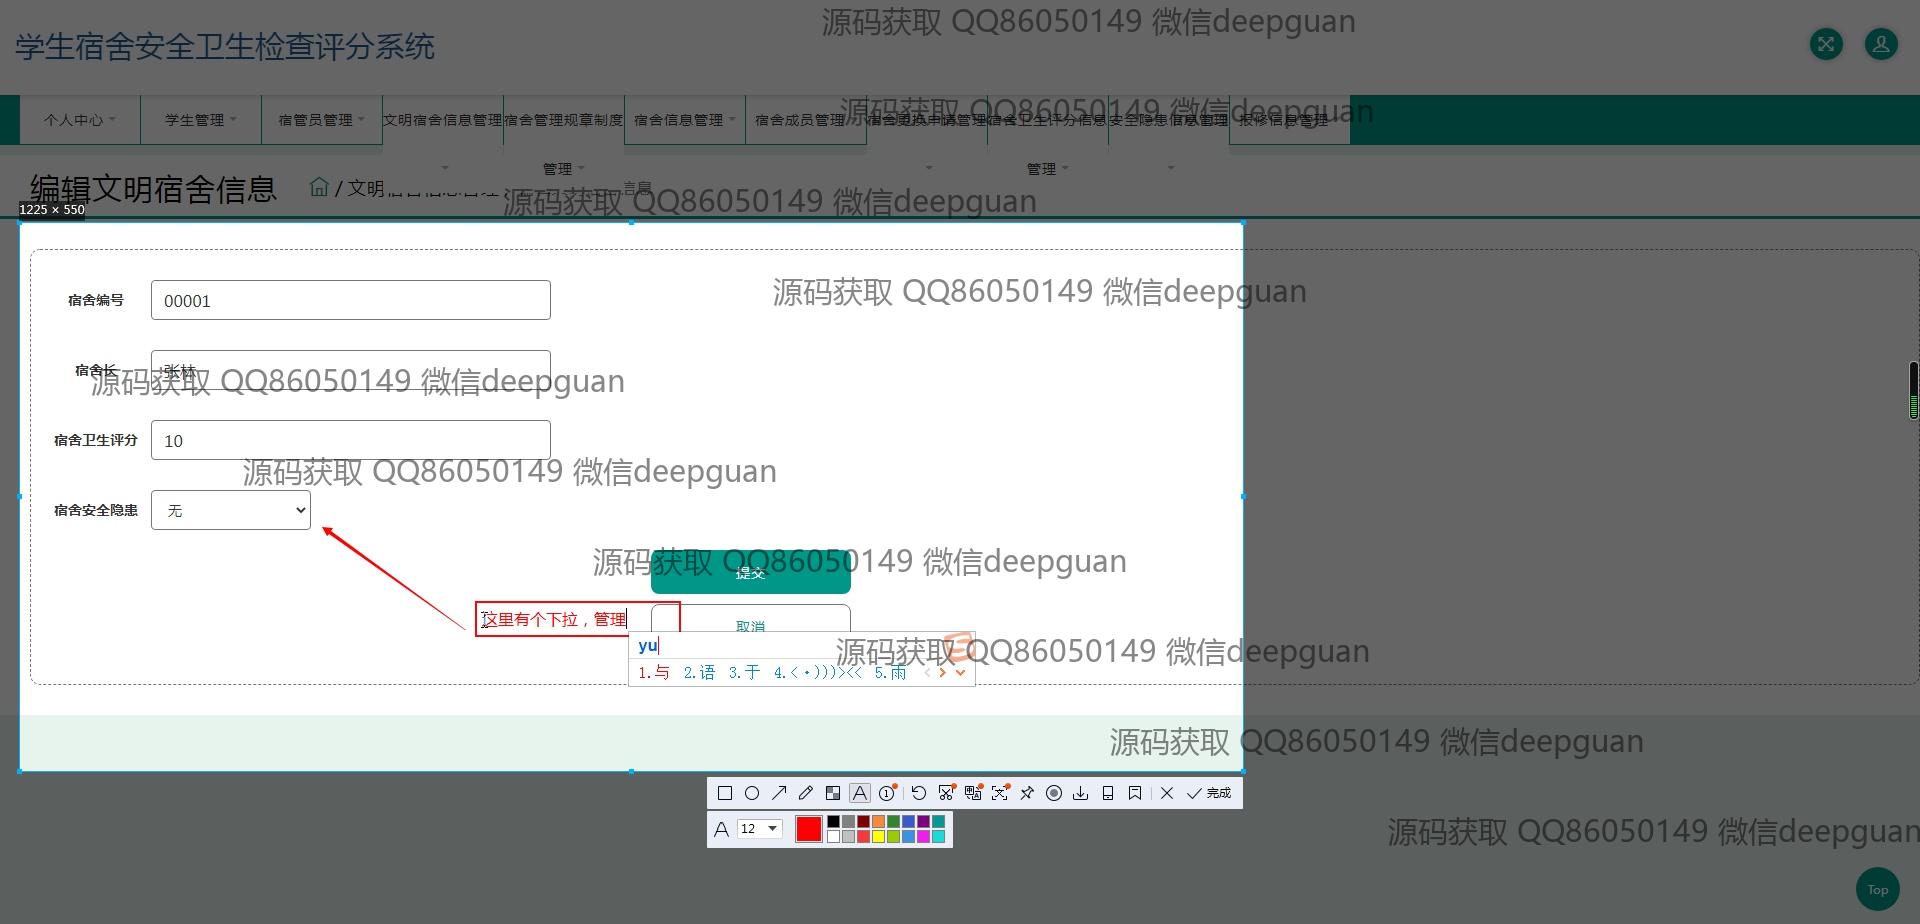 源码获取 QQ86050149 微信deepguan
学生宿舍安全卫生检查评分系统
源码获取 QQ86050149 微信deepguan
个人中心 学生管理 宿管员管理 文明宿舍信息管理 宿舍管理规章制度 宿舍信息管理 宿舍成员管理 宿舍更换申请管理 宿舍卫生评分信息 安全隐患信息管理 报修信息管理
管理 管理
编辑文明宿舍信息 / 文明宿舍信息管理 信息
源码获取 QQ86050149 微信deepguan
1225 × 550
宿舍编号 00001
源码获取 QQ86050149 微信deepguan
宿舍长 张林
源码获取 QQ86050149 微信deepguan
宿舍卫生评分 10
源码获取 QQ86050149 微信deepguan
宿舍安全隐患 无
源码获取 QQ86050149 微信deepguan
提交
这里有个下拉，管理
取消
yu
源码获取 QQ86050149 微信deepguan
1.与 2.语 3.于 4.<・)))><< 5.雨
源码获取 QQ86050149 微信deepguan
A 1 完成
A 12
源码获取 QQ86050149 微信deepguan
Top